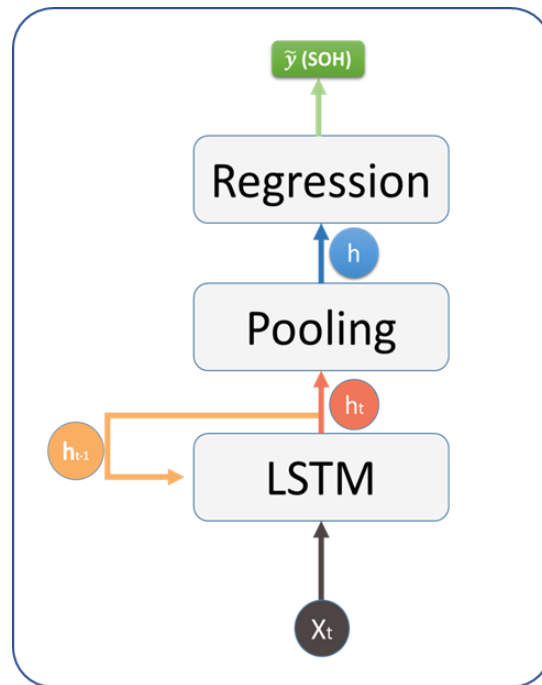 ỹ (SOH)
Regression
h
Pooling
hₜ
hₜ₋₁
LSTM
Xₜ